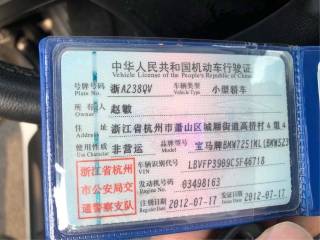 中华人民共和国机动车行驶证
Vehicle License of the People's Republic of China
号牌号码 浙A238QV 车辆类型 小型轿车
Plate No. Vehicle Type
所有人 赵敏
Owner
住址 浙江省杭州市萧山区城厢街道高桥村4组4
Address
使用性质 非营运 品牌型号 宝马牌BMW7251ML(BMW523
Use Character Model
浙江省杭州 车辆识别代号 LBVFP3909CSF46718
VIN
市公安局交 发动机号码 03498163
Engine No.
通警察支队 注册日期 2012-07-17 发证日期 2012-07-17
Register Date Issue Date